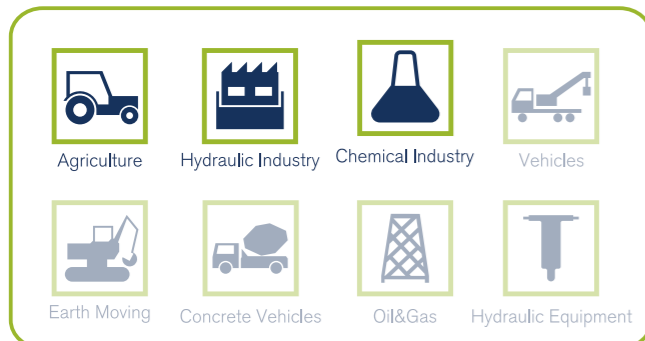 Agriculture
Hydraulic Industry
Chemical Industry
Vehicles
Earth Moving
Concrete Vehicles
Oil&Gas
Hydraulic Equipment